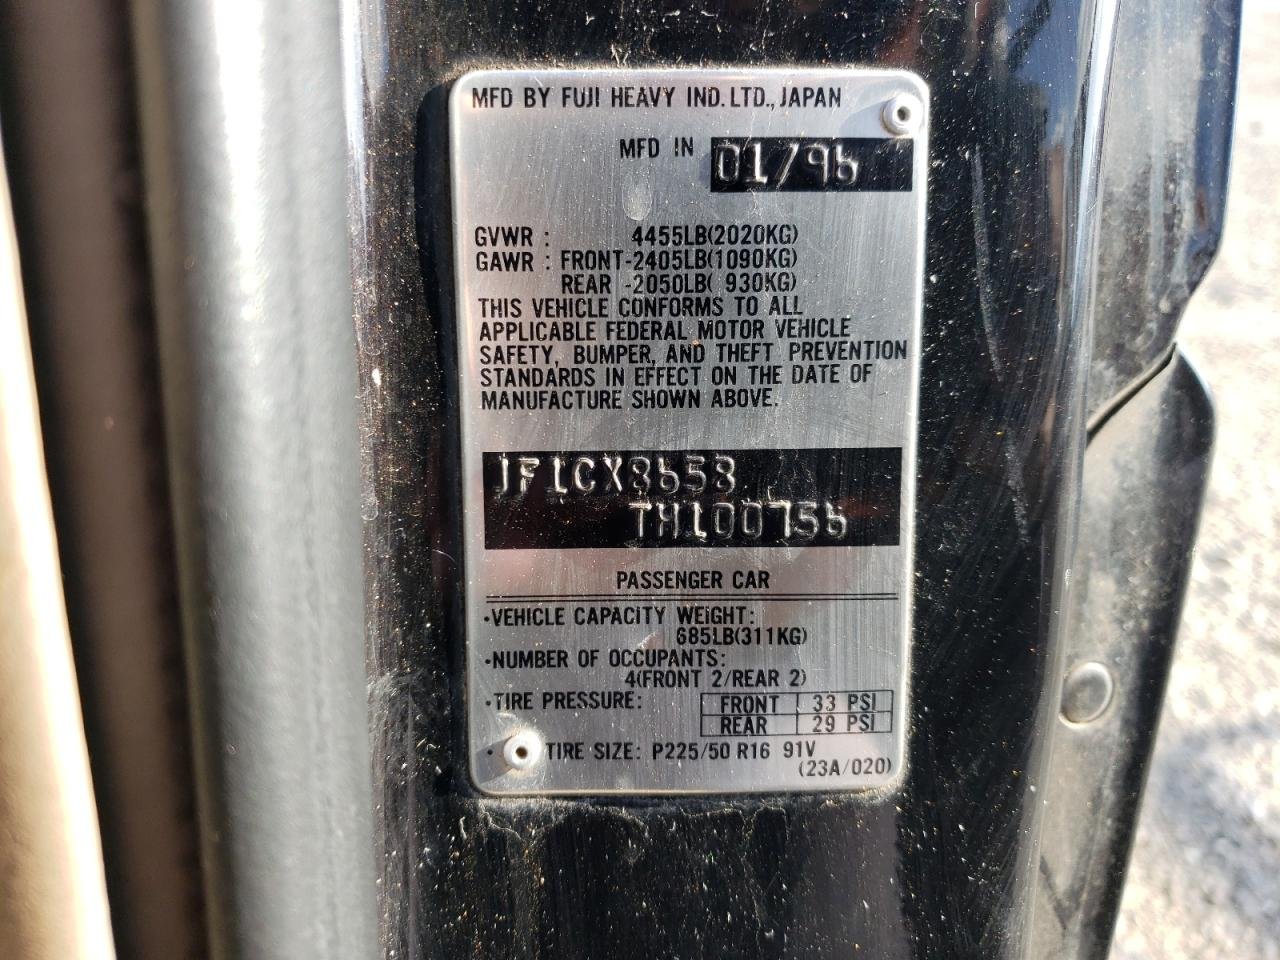 MFD BY FUJI HEAVY IND.LTD., JAPAN
MFD IN 01/96
GVWR : 4455LB(2020KG)
GAWR : FRONT-2405LB(1090KG)
REAR -2050LB( 930KG)
THIS VEHICLE CONFORMS TO ALL
APPLICABLE FEDERAL MOTOR VEHICLE
SAFETY, BUMPER, AND THEFT PREVENTION
STANDARDS IN EFFECT ON THE DATE OF
MANUFACTURE SHOWN ABOVE.
JF1CX8658
TH100756
PASSENGER CAR
·VEHICLE CAPACITY WEIGHT:
685LB(311KG)
·NUMBER OF OCCUPANTS:
4(FRONT 2/REAR 2)
·TIRE PRESSURE: FRONT 33 PSI
REAR 29 PSI
· TIRE SIZE: P225/50 R16 91V
(23A/020)